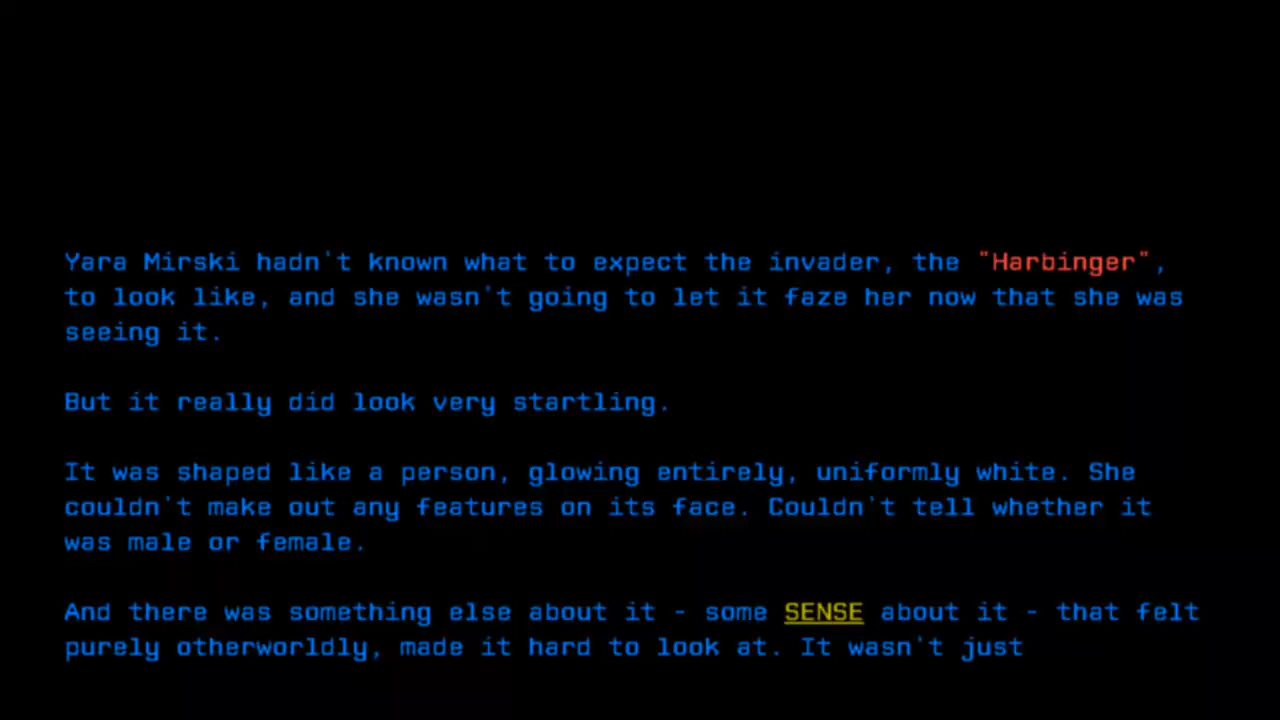 Yara Mirski hadn't known what to expect the invader, the "Harbinger",
to look like, and she wasn't going to let it faze her now that she was
seeing it.
But it really did look very startling.
It was shaped like a person, glowing entirely, uniformly white. She
couldn't make out any features on its face. Couldn't tell whether it
was male or female.
And there was something else about it - some SENSE about it - that felt
purely otherworldly, made it hard to look at. It wasn't just